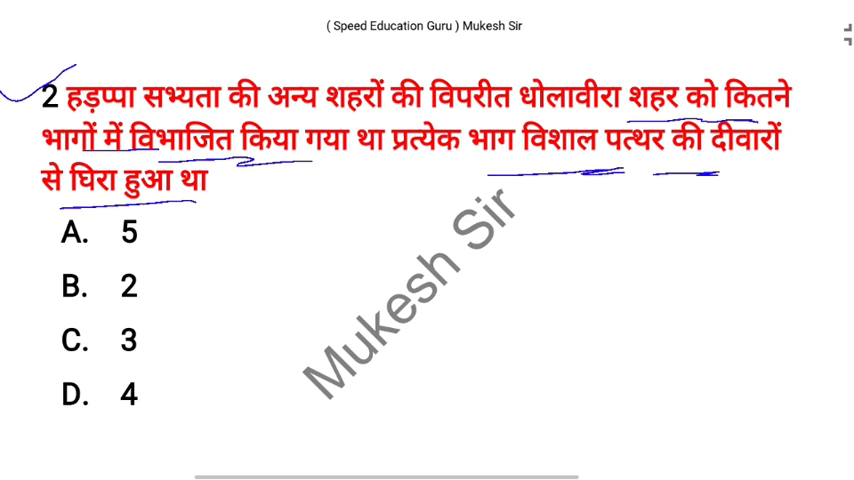 ( Speed Education Guru ) Mukesh Sir
2 हड़प्पा सभ्यता की अन्य शहरों की विपरीत धोलावीरा शहर को कितने
भागों में विभाजित किया गया था प्रत्येक भाग विशाल पत्थर की दीवारों
से घिरा हुआ था
A. 5
B. 2
C. 3
D. 4
Mukesh Sir